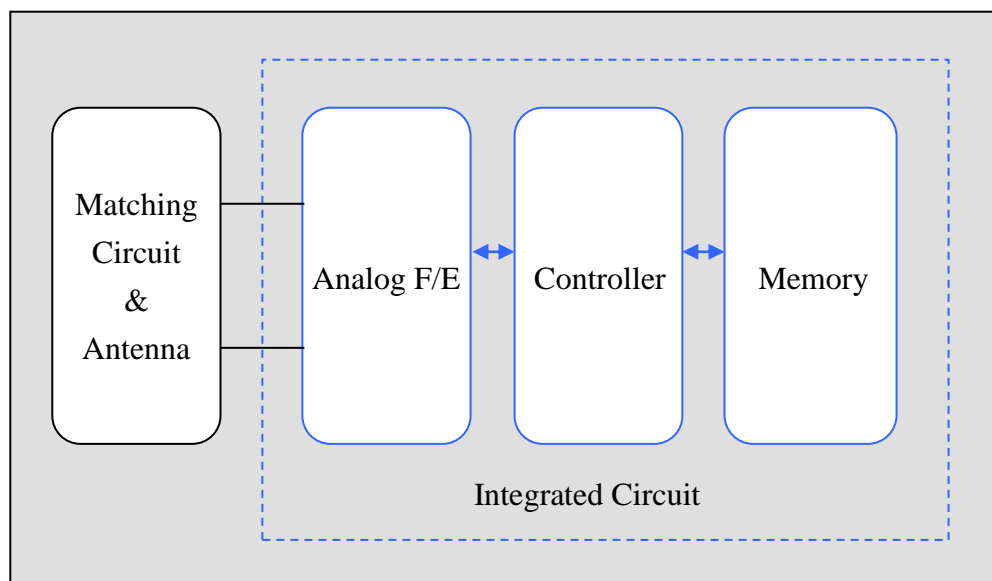 Matching
Circuit
&
Antenna
Analog F/E
Controller
Memory
Integrated Circuit